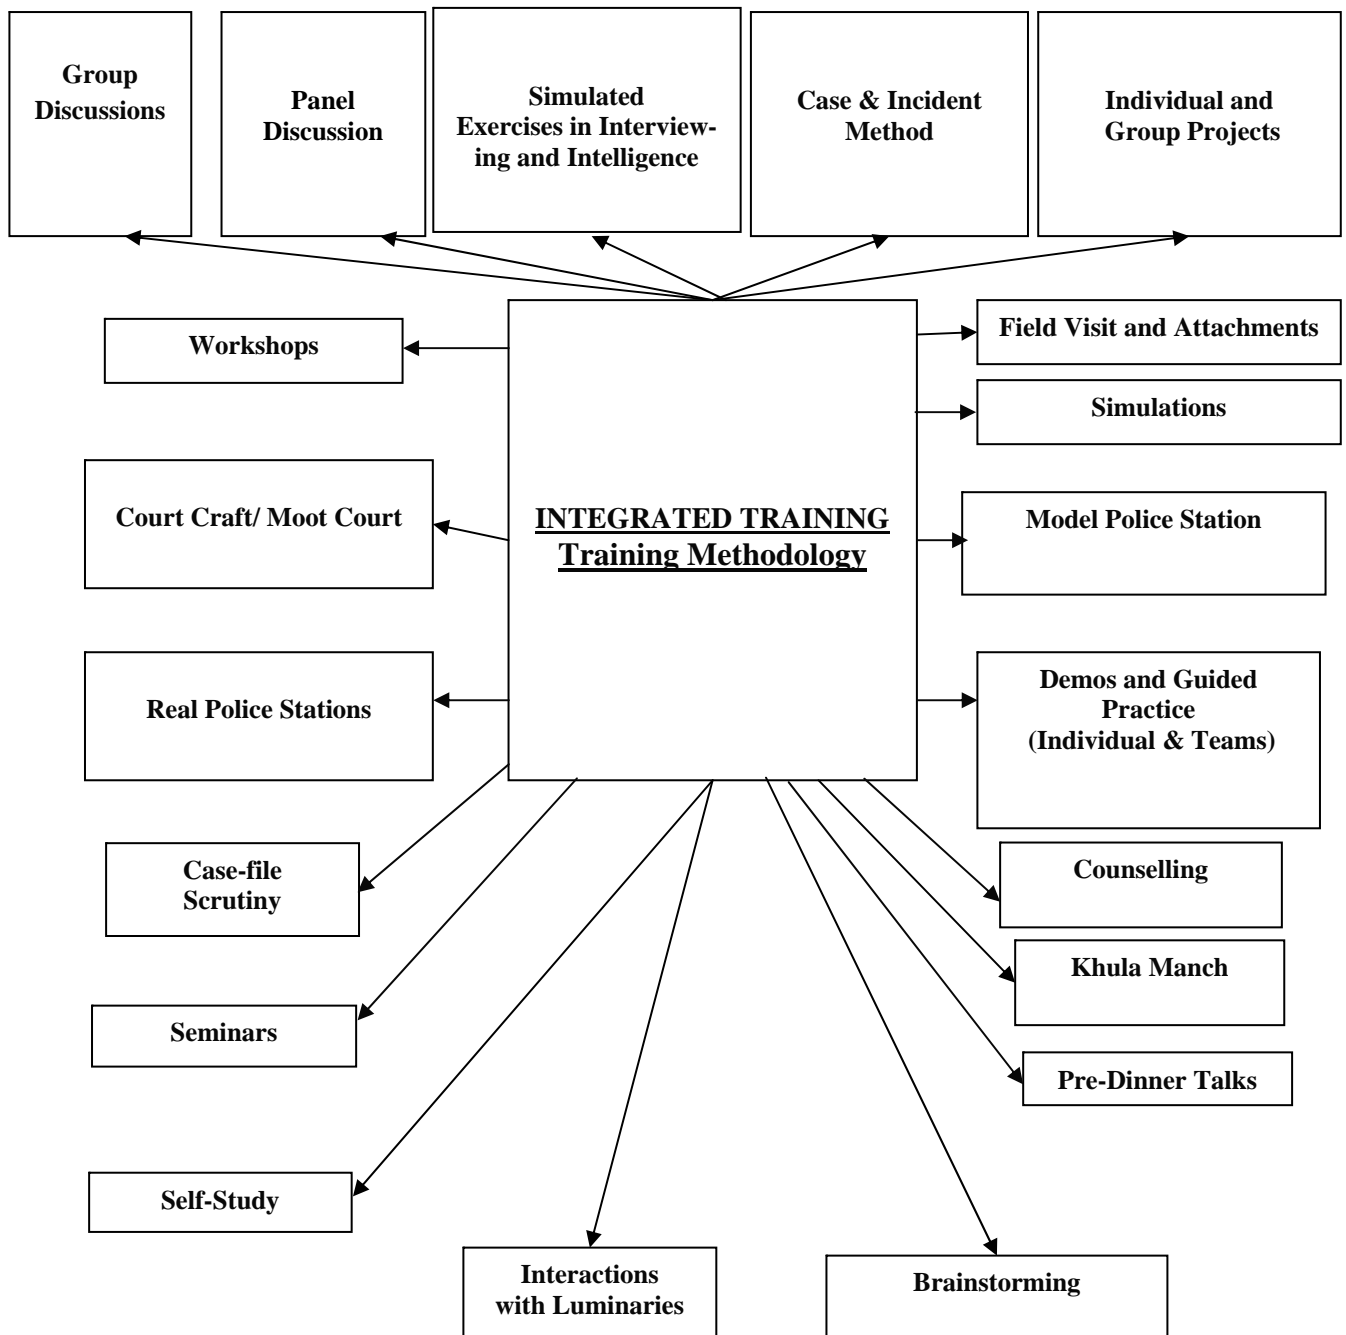 Group
Discussions
Panel
Discussion
Simulated
Exercises in Interview-
ing and Intelligence
Case & Incident
Method
Individual and
Group Projects
Workshops
Field Visit and Attachments
Simulations
Court Craft/ Moot Court
INTEGRATED TRAINING
Training Methodology
Model Police Station
Real Police Stations
Demos and Guided
Practice
(Individual & Teams)
Case-file
Scrutiny
Counselling
Khula Manch
Seminars
Pre-Dinner Talks
Self-Study
Interactions
with Luminaries
Brainstorming